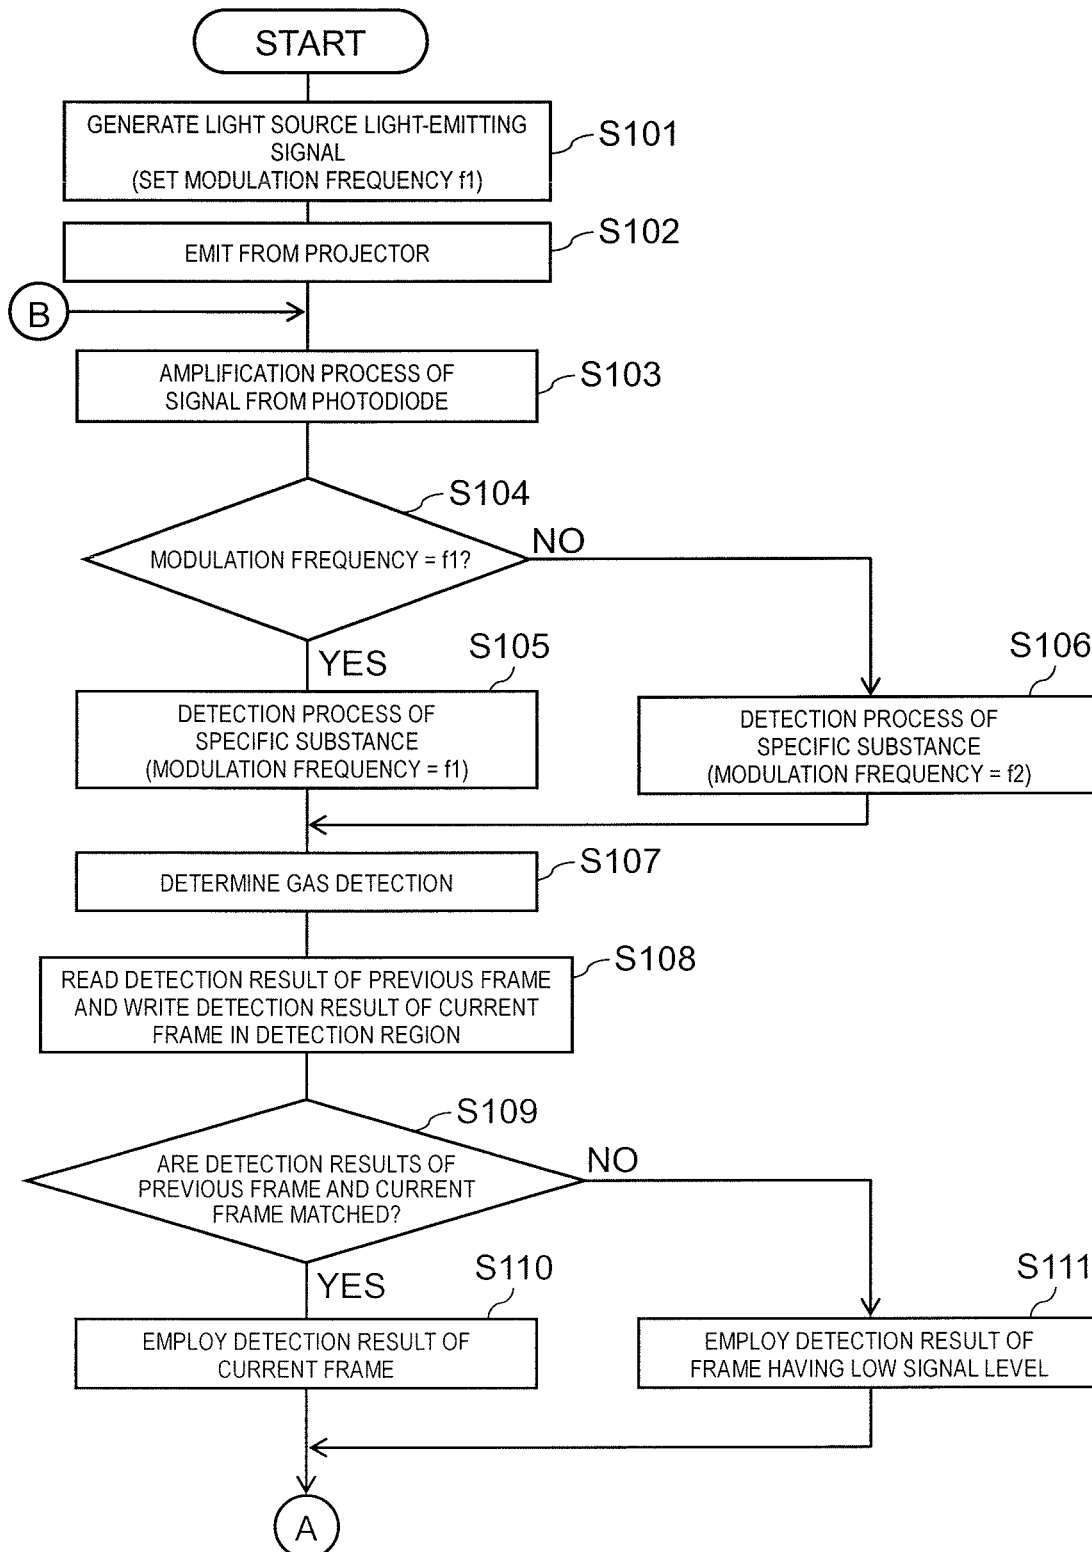 START
GENERATE LIGHT SOURCE LIGHT-EMITTING
SIGNAL
(SET MODULATION FREQUENCY f1)
S101
EMIT FROM PROJECTOR
S102
B
AMPLIFICATION PROCESS OF
SIGNAL FROM PHOTODIODE
S103
S104
MODULATION FREQUENCY = f1?
NO
YES
S105
DETECTION PROCESS OF
SPECIFIC SUBSTANCE
(MODULATION FREQUENCY = f1)
S106
DETECTION PROCESS OF
SPECIFIC SUBSTANCE
(MODULATION FREQUENCY = f2)
DETERMINE GAS DETECTION
S107
READ DETECTION RESULT OF PREVIOUS FRAME
AND WRITE DETECTION RESULT OF CURRENT
FRAME IN DETECTION REGION
S108
S109
ARE DETECTION RESULTS OF
PREVIOUS FRAME AND CURRENT
FRAME MATCHED?
NO
YES
S110
EMPLOY DETECTION RESULT OF
CURRENT FRAME
S111
EMPLOY DETECTION RESULT OF
FRAME HAVING LOW SIGNAL LEVEL
A